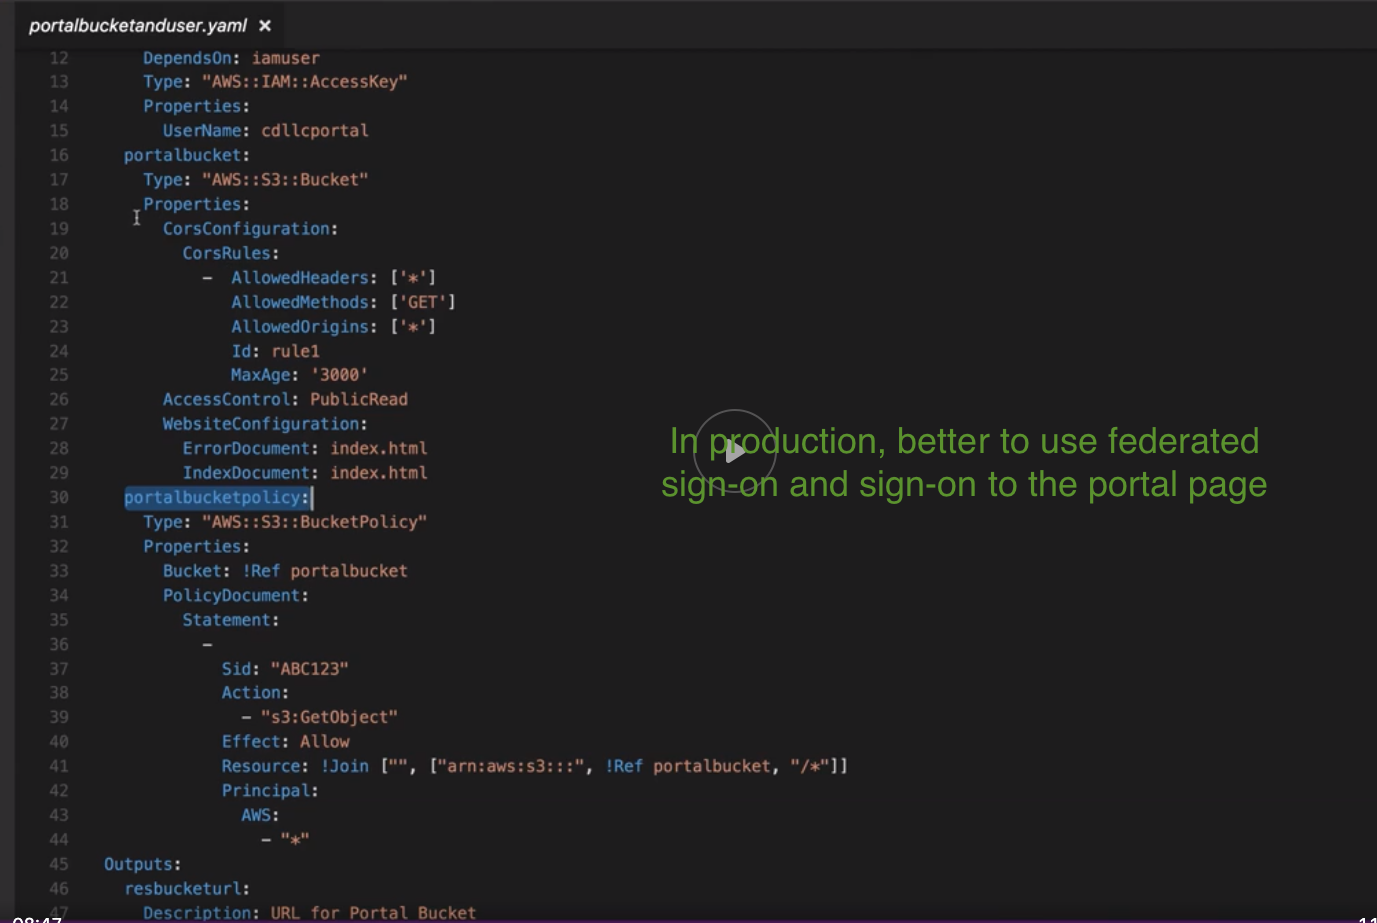 portalbucketanduser.yaml ×
12 DependsOn: iamuser
13 Type: "AWS::IAM::AccessKey"
14 Properties:
15 UserName: cdllcportal
16 portalbucket:
17 Type: "AWS::S3::Bucket"
18 Properties:
19 CorsConfiguration:
20 CorsRules:
21 - AllowedHeaders: ['*']
22 AllowedMethods: ['GET']
23 AllowedOrigins: ['*']
24 Id: rule1
25 MaxAge: '3000'
26 AccessControl: PublicRead
27 WebsiteConfiguration:
28 ErrorDocument: index.html
29 IndexDocument: index.html
30 portalbucketpolicy:
31 Type: "AWS::S3::BucketPolicy"
32 Properties:
33 Bucket: !Ref portalbucket
34 PolicyDocument:
35 Statement:
36 -
37 Sid: "ABC123"
38 Action:
39 - "s3:GetObject"
40 Effect: Allow
41 Resource: !Join ["", ["arn:aws:s3:::", !Ref portalbucket, "/*"]]
42 Principal:
43 AWS:
44 - "*"
45 Outputs:
46 resbucketurl:
47 Description: URL for Portal Bucket
In production, better to use federated
sign-on and sign-on to the portal page